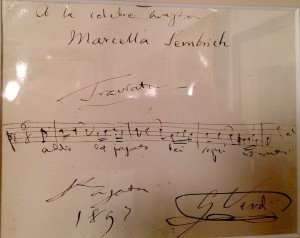 A la celebre
Marcella Sembrich
Traviata
addio del passato bei sogni ridenti
1897
G Verdi